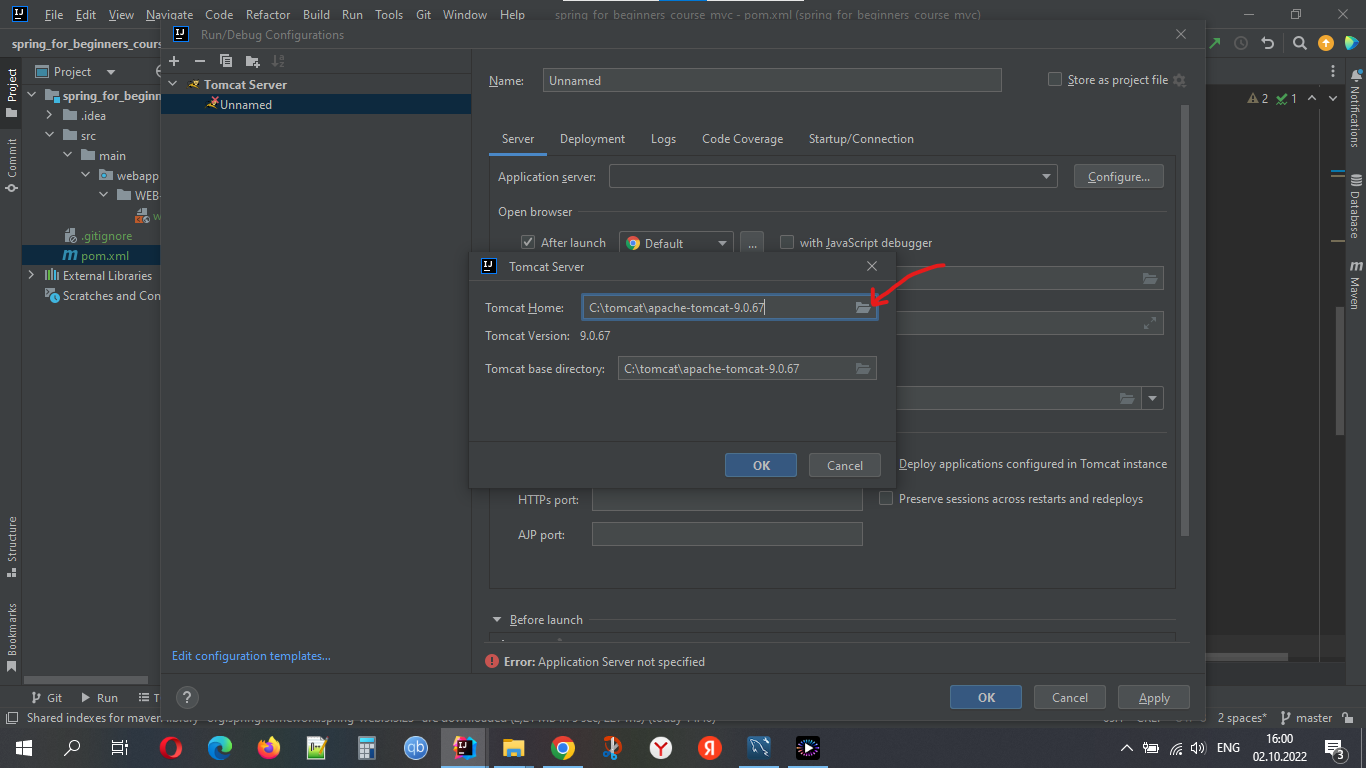 File Edit View Navigate Code Refactor Build Run Tools Git Window Help spring_for_beginners_course_mvc - pom.xml (spring_for_beginners_course_mvc)
Run/Debug Configurations
spring_for_beginners_cours
Project
spring_for_beginn
.idea
src
main
webapp
WEB-
w
.gitignore
pom.xml
External Libraries
Scratches and Con
Project
Commit
Structure
Bookmarks
Tomcat Server
Unnamed
Edit configuration templates...
Name: Unnamed Store as project file
Server Deployment Logs Code Coverage Startup/Connection
Application server: Configure...
Open browser
After launch Default ... with JavaScript debugger
Tomcat Server
Tomcat Home: C:\tomcat\apache-tomcat-9.0.67
Tomcat Version: 9.0.67
Tomcat base directory: C:\tomcat\apache-tomcat-9.0.67
OK Cancel
Deploy applications configured in Tomcat instance
HTTPs port: Preserve sessions across restarts and redeploys
AJP port:
Before launch
Error: Application Server not specified
? OK Cancel Apply
2 1
Notifications
Database
Maven
Git Run T
2 spaces* master
16:00
ENG
02.10.2022
3